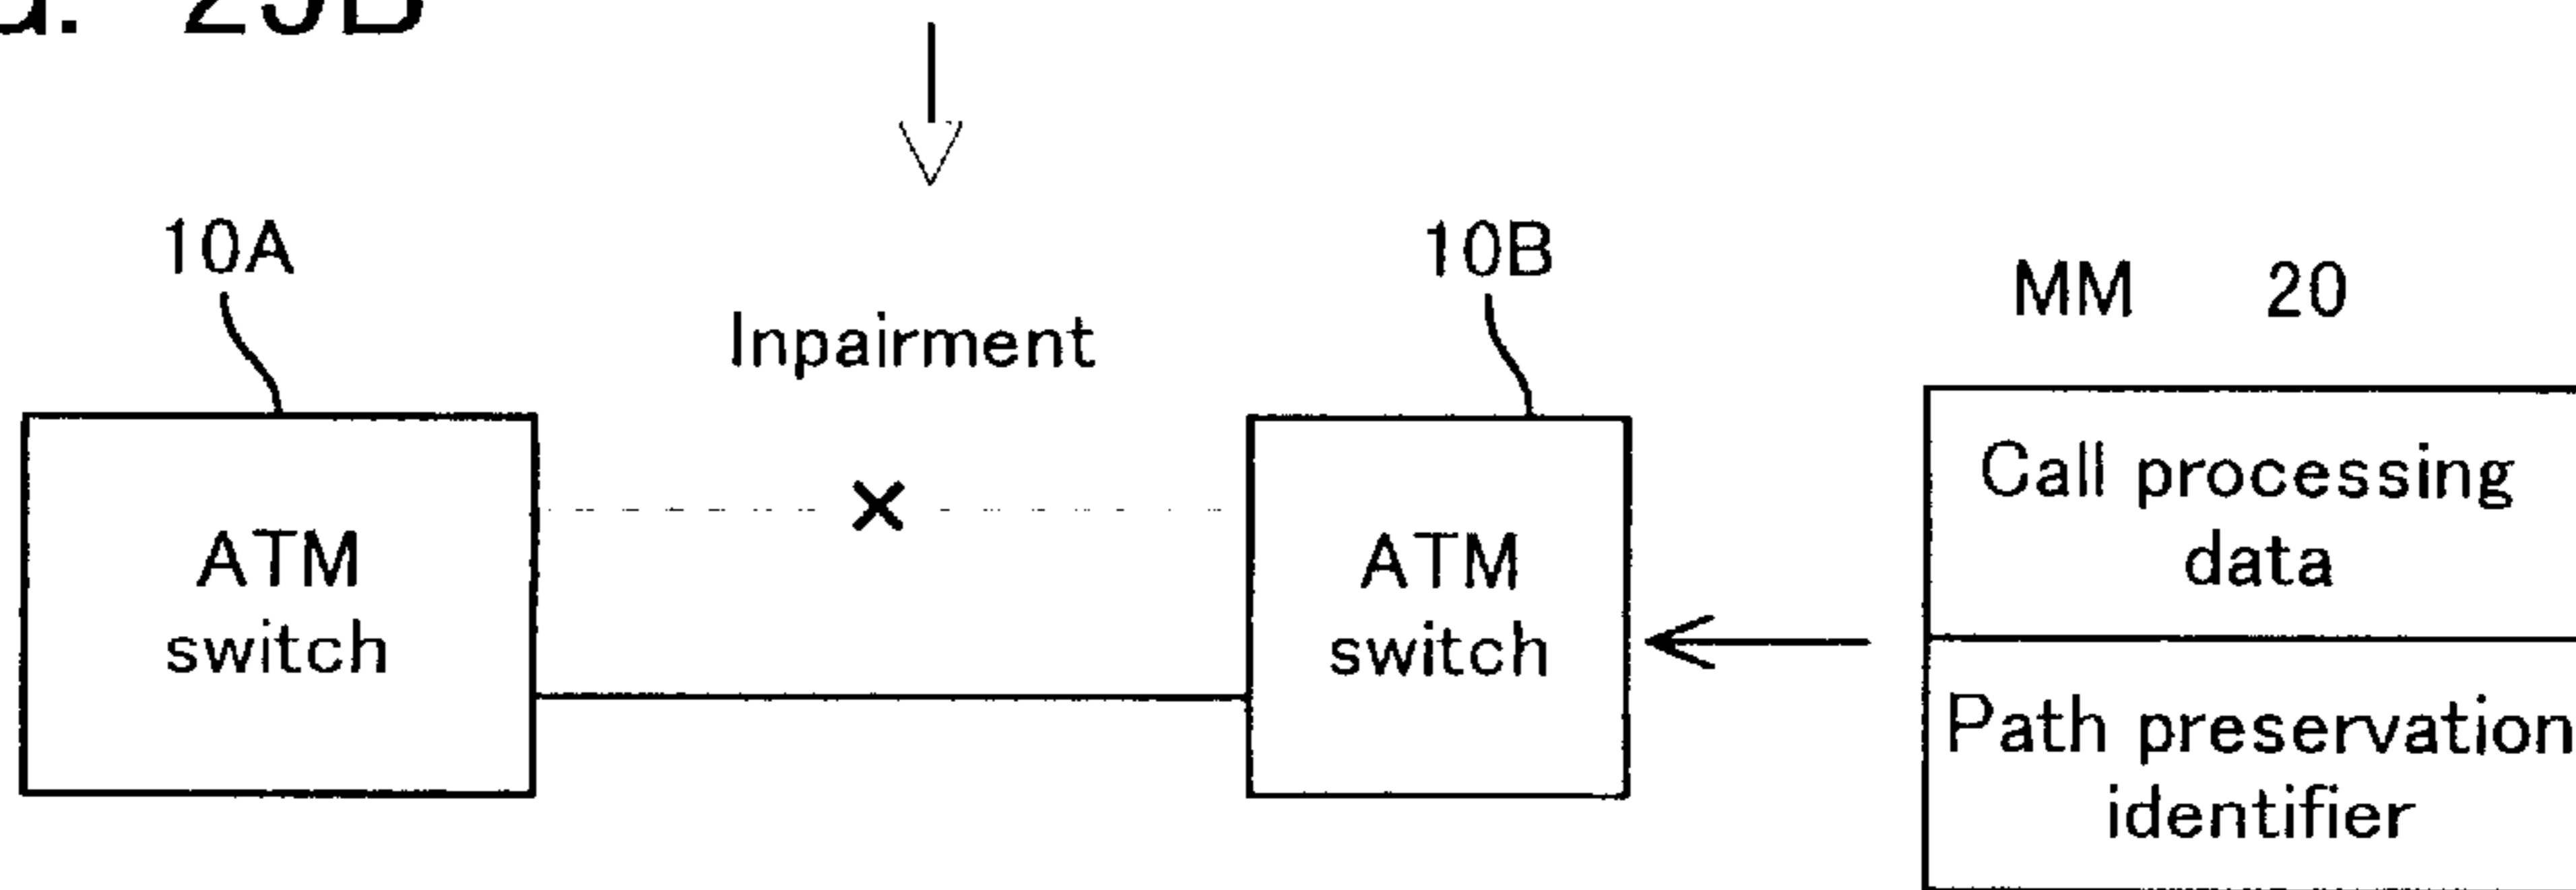 10A
10B
MM 20
Inpairment
ATM
switch
ATM
switch
Call processing
data
Path preservation
identifier